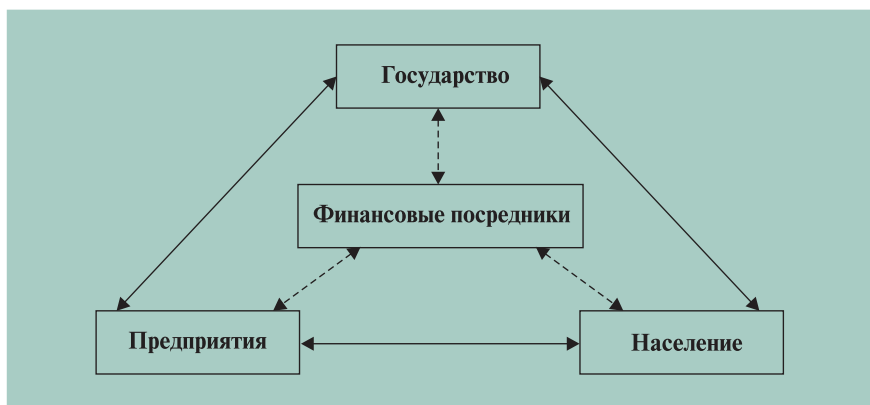 Государство
Финансовые посредники
Предприятия
Население